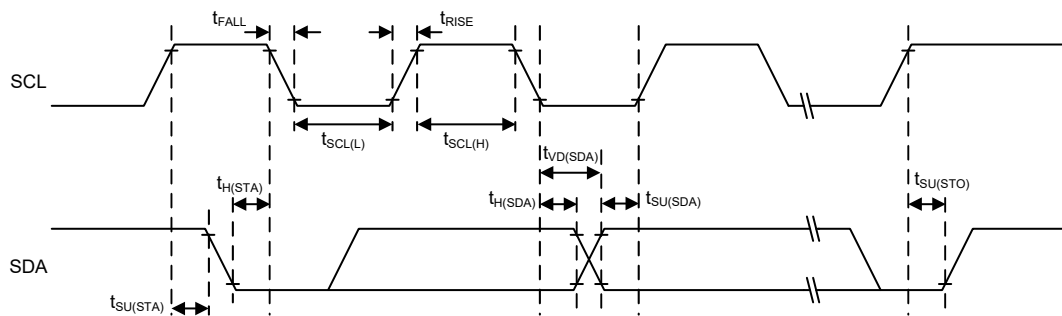 tFALL
tRISE
SCL
tSCL(L)
tSCL(H)
tVD(SDA)
tH(STA)
tH(SDA)
tSU(SDA)
tSU(STO)
SDA
tSU(STA)